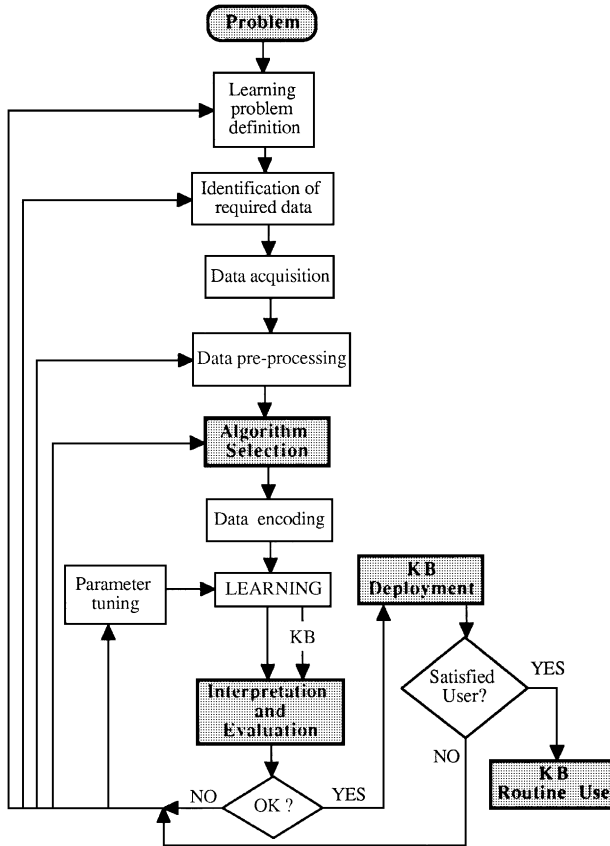 Problem
Learning
problem
definition
Identification of
required data
Data acquisition
Data pre-processing
Algorithm
Selection
Data encoding
Parameter
tuning
LEARNING
KB
KB
Deployment
Interpretation
and
Evaluation
Satisfied
User?
YES
NO
KB
Routine Use
NO
OK ?
YES